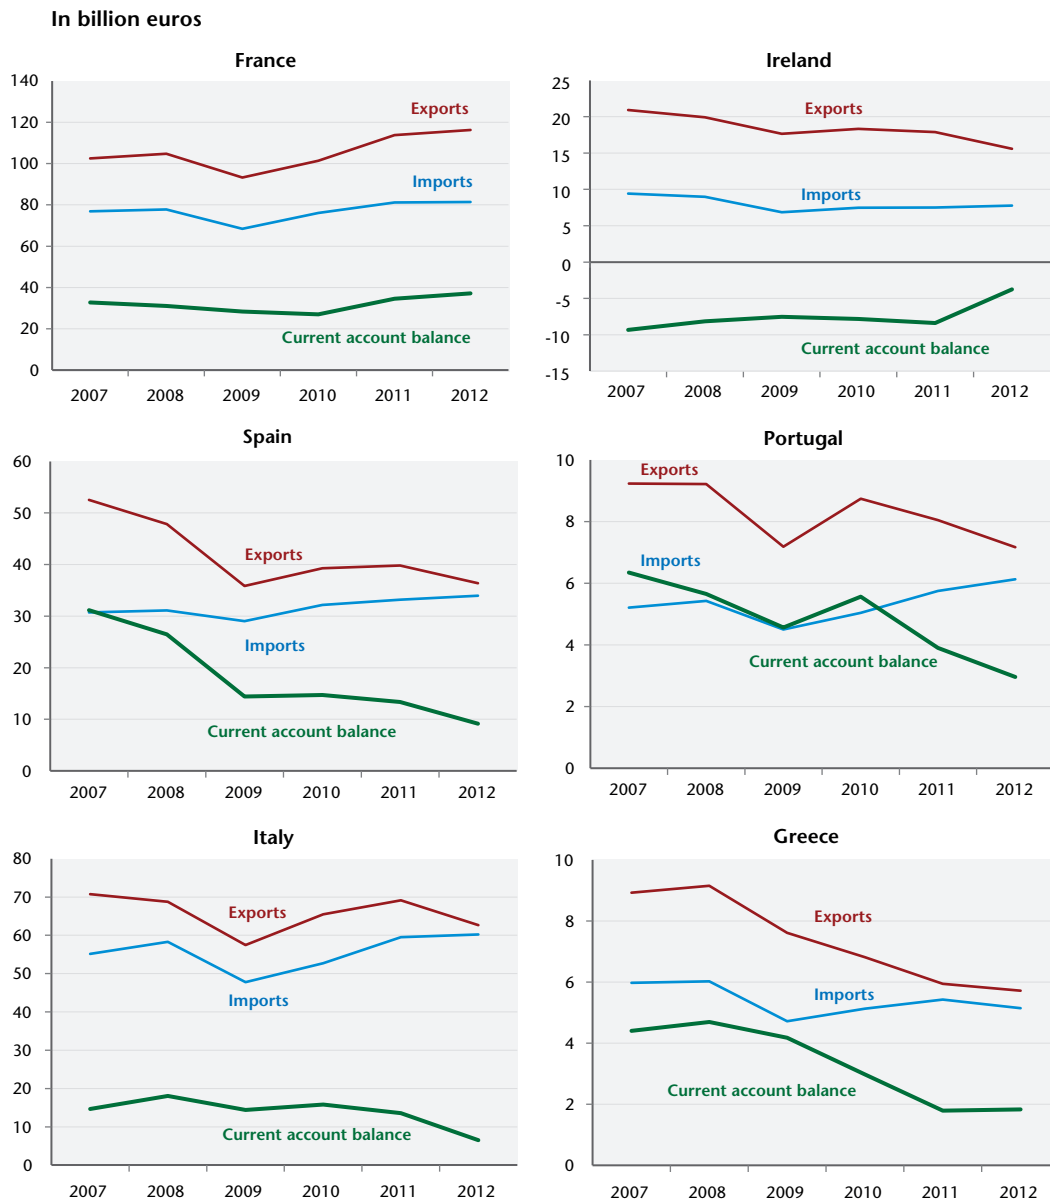 In billion euros
France
140
120
100
80
60
40
20
0
Exports
Imports
Current account balance
2007 2008 2009 2010 2011 2012
Ireland
25
20
15
10
5
0
-5
-10
-15
Exports
Imports
Current account balance
2007 2008 2009 2010 2011 2012
Spain
60
50
40
30
20
10
0
Exports
Imports
Current account balance
2007 2008 2009 2010 2011 2012
Portugal
10
8
6
4
2
0
Exports
Imports
Current account balance
2007 2008 2009 2010 2011 2012
Italy
80
70
60
50
40
30
20
10
0
Exports
Imports
Current account balance
2007 2008 2009 2010 2011 2012
Greece
10
8
6
4
2
0
Exports
Imports
Current account balance
2007 2008 2009 2010 2011 2012